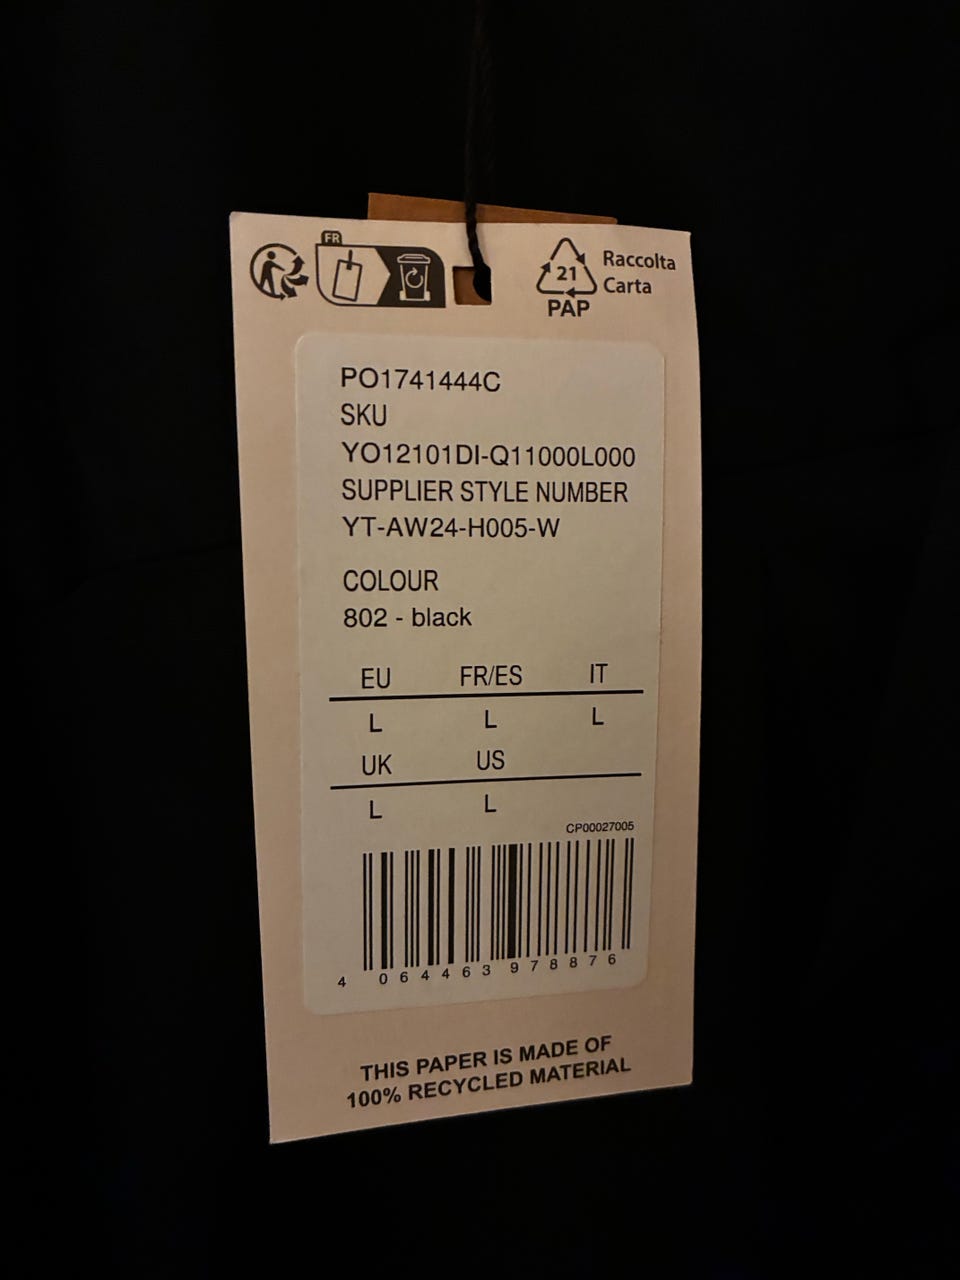 FR
21
PAP
Raccolta
Carta
PO1741444C
SKU
YO12101DI-Q11000L000
SUPPLIER STYLE NUMBER
YT-AW24-H005-W
COLOUR
802 - black
EU FR/ES IT
L L L
UK US
L L
CP00027005
4 064463 978876
THIS PAPER IS MADE OF
100% RECYCLED MATERIAL